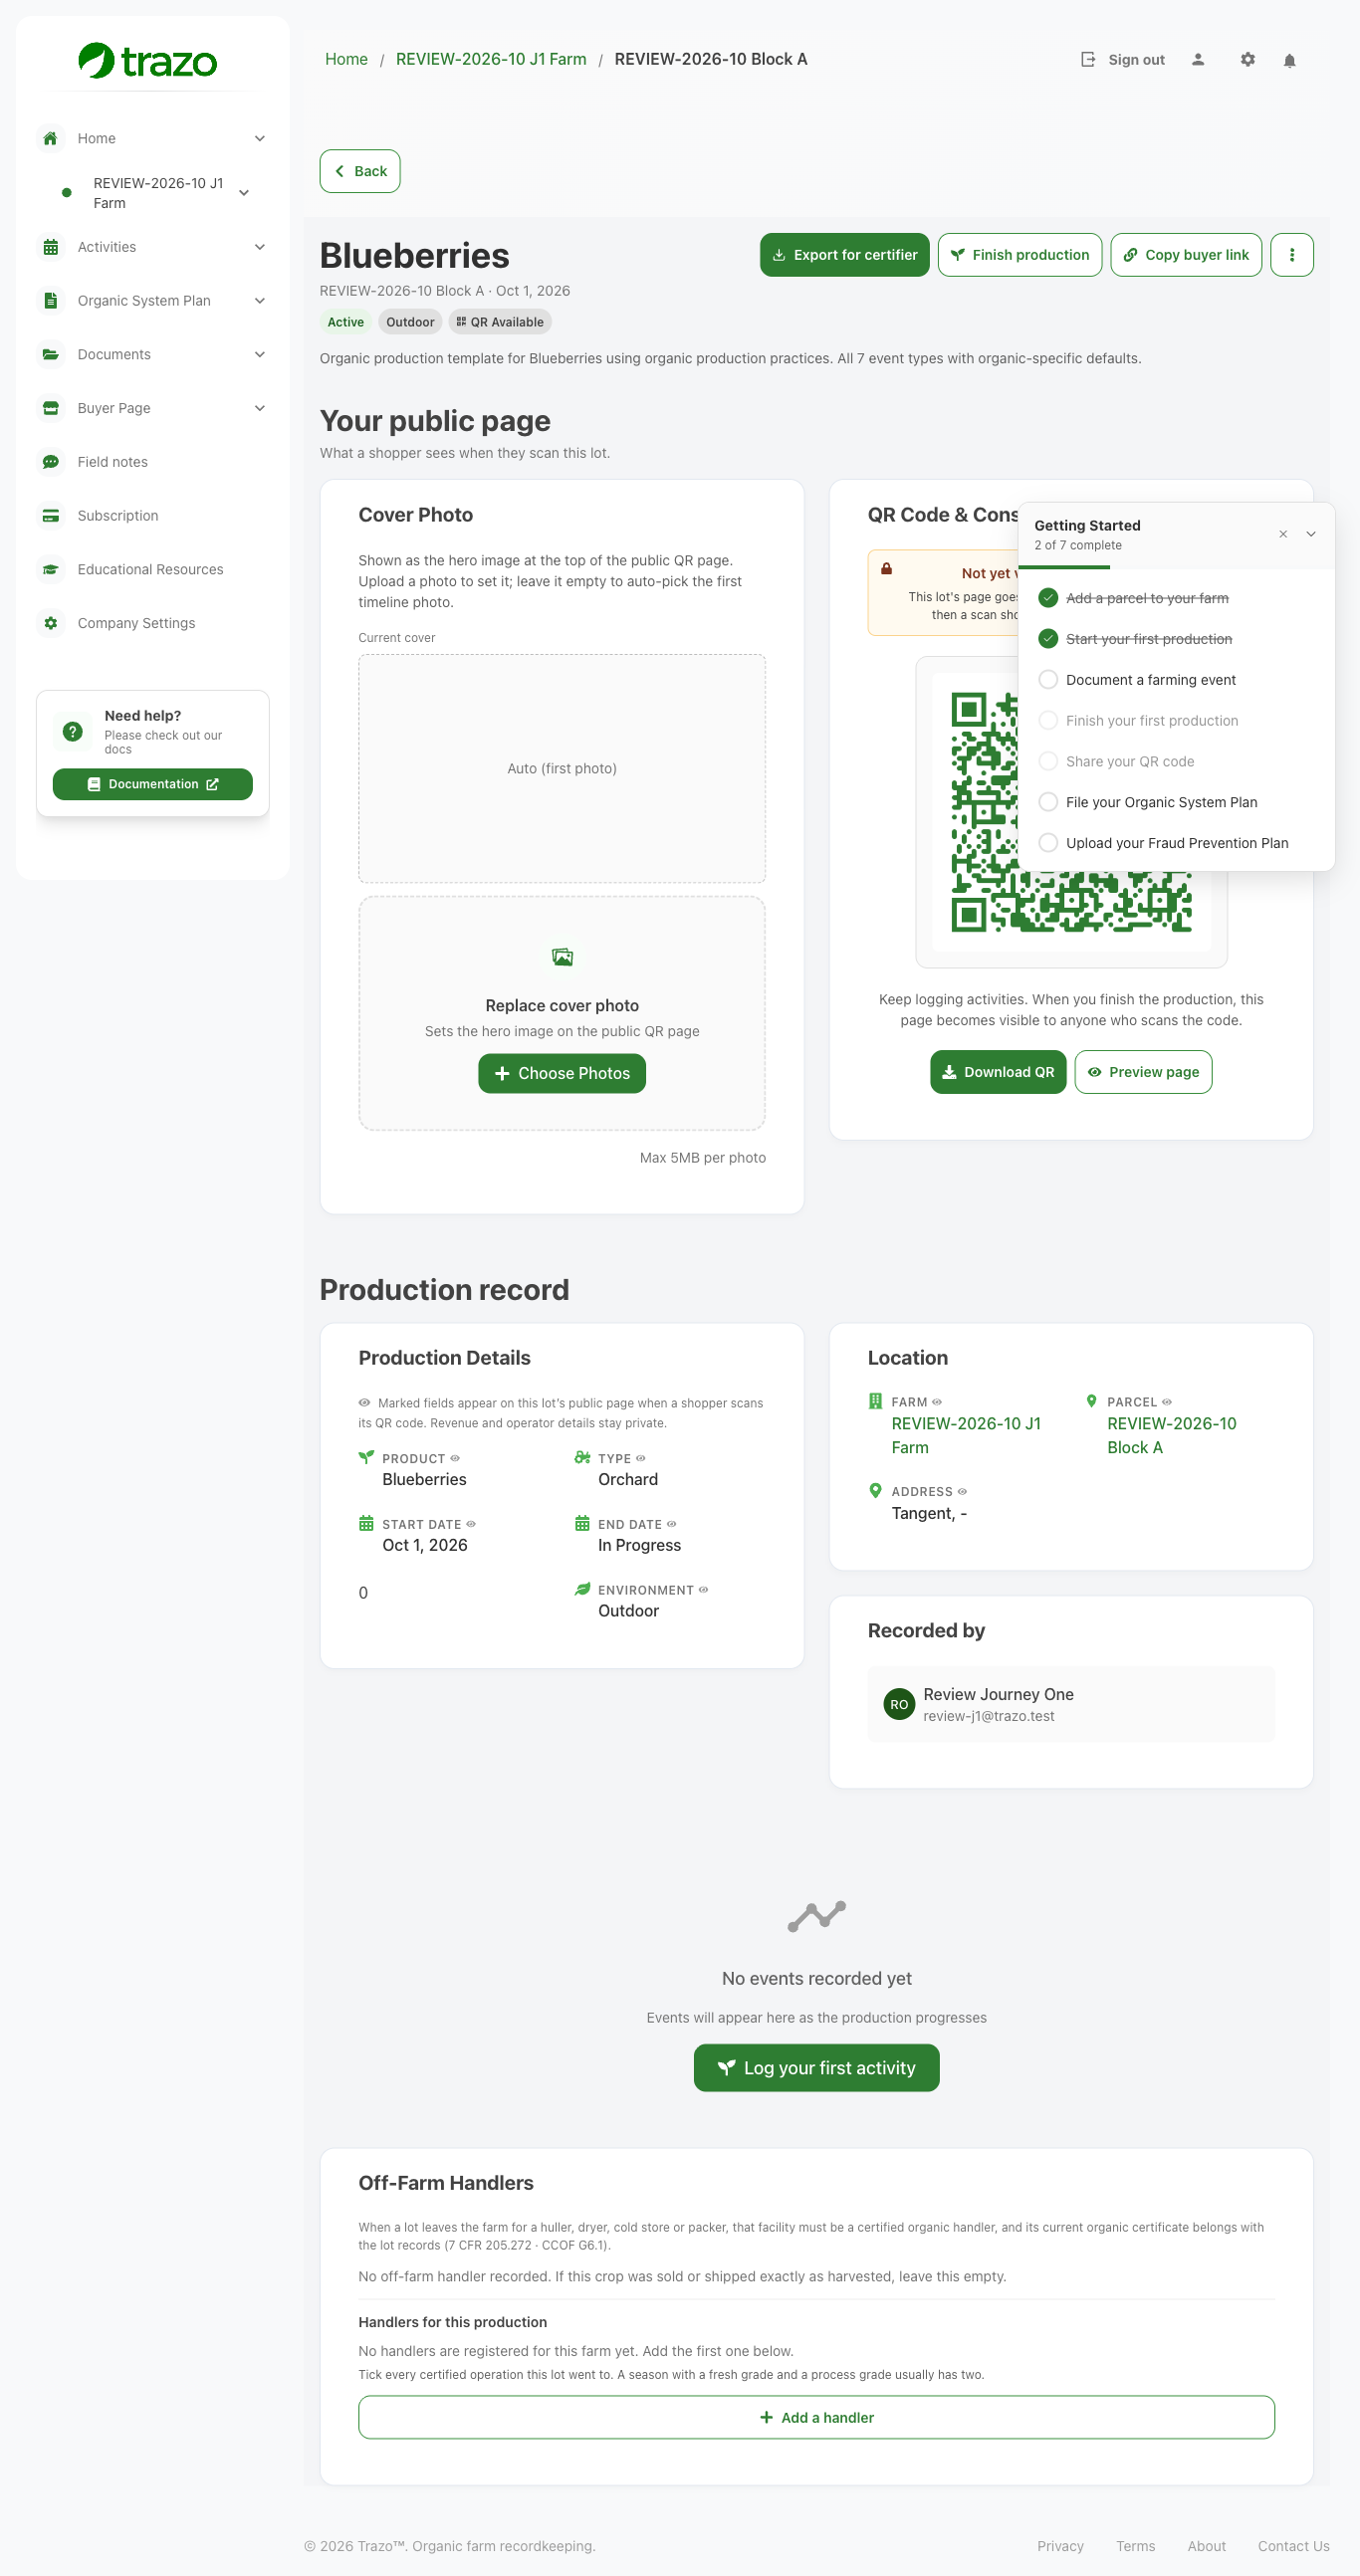 trazo
Home
REVIEW-2026-10 J1
Farm
Activities
Organic System Plan
Documents
Buyer Page
Field notes
Subscription
Educational Resources
Company Settings
Need help?
Please check out our
docs
Documentation
Home / REVIEW-2026-10 J1 Farm / REVIEW-2026-10 Block A
Sign out
Back
Blueberries
Export for certifier
Finish production
Copy buyer link
REVIEW-2026-10 Block A · Oct 1, 2026
Active
Outdoor
QR Available
Organic production template for Blueberries using organic production practices. All 7 event types with organic-specific defaults.
Your public page
What a shopper sees when they scan this lot.
Cover Photo
Shown as the hero image at the top of the public QR page.
Upload a photo to set it; leave it empty to auto-pick the first
timeline photo.
Current cover
Auto (first photo)
Replace cover photo
Sets the hero image on the public QR page
Choose Photos
Max 5MB per photo
QR Code & Cons
Not yet
This lot's page goes
then a scan sho
Getting Started
2 of 7 complete
Add a parcel to your farm
Start your first production
Document a farming event
Finish your first production
Share your QR code
File your Organic System Plan
Upload your Fraud Prevention Plan
Keep logging activities. When you finish the production, this
page becomes visible to anyone who scans the code.
Download QR
Preview page
Production record
Production Details
Marked fields appear on this lot's public page when a shopper scans
its QR code. Revenue and operator details stay private.
PRODUCT
Blueberries
TYPE
Orchard
START DATE
Oct 1, 2026
END DATE
In Progress
0
ENVIRONMENT
Outdoor
Location
FARM
REVIEW-2026-10 J1
Farm
PARCEL
REVIEW-2026-10
Block A
ADDRESS
Tangent, -
Recorded by
RO
Review Journey One
review-j1@trazo.test
No events recorded yet
Events will appear here as the production progresses
Log your first activity
Off-Farm Handlers
When a lot leaves the farm for a huller, dryer, cold store or packer, that facility must be a certified organic handler, and its current organic certificate belongs with
the lot records (7 CFR 205.272 · CCOF G6.1).
No off-farm handler recorded. If this crop was sold or shipped exactly as harvested, leave this empty.
Handlers for this production
No handlers are registered for this farm yet. Add the first one below.
Tick every certified operation this lot went to. A season with a fresh grade and a process grade usually has two.
Add a handler
© 2026 Trazo™. Organic farm recordkeeping.
Privacy
Terms
About
Contact Us